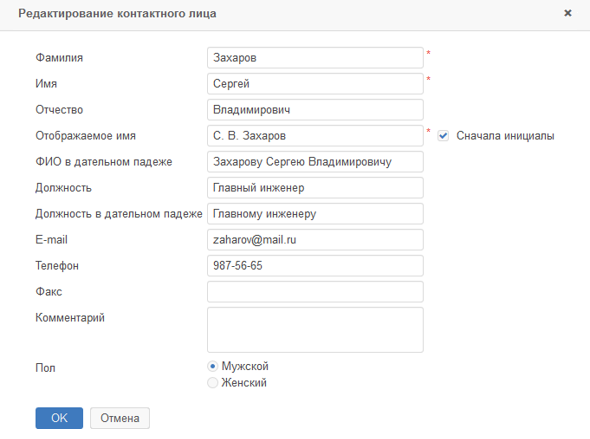 Редактирование контактного лица
Фамилия Захаров *
Имя Сергей *
Отчество Владимирович
Отображаемое имя С. В. Захаров * Сначала инициалы
ФИО в дательном падеже Захарову Сергею Владимировичу
Должность Главный инженер
Должность в дательном падеже Главному инженеру
E-mail zaharov@mail.ru
Телефон 987-56-65
Факс
Комментарий
Пол Мужской
Женский
OK Отмена